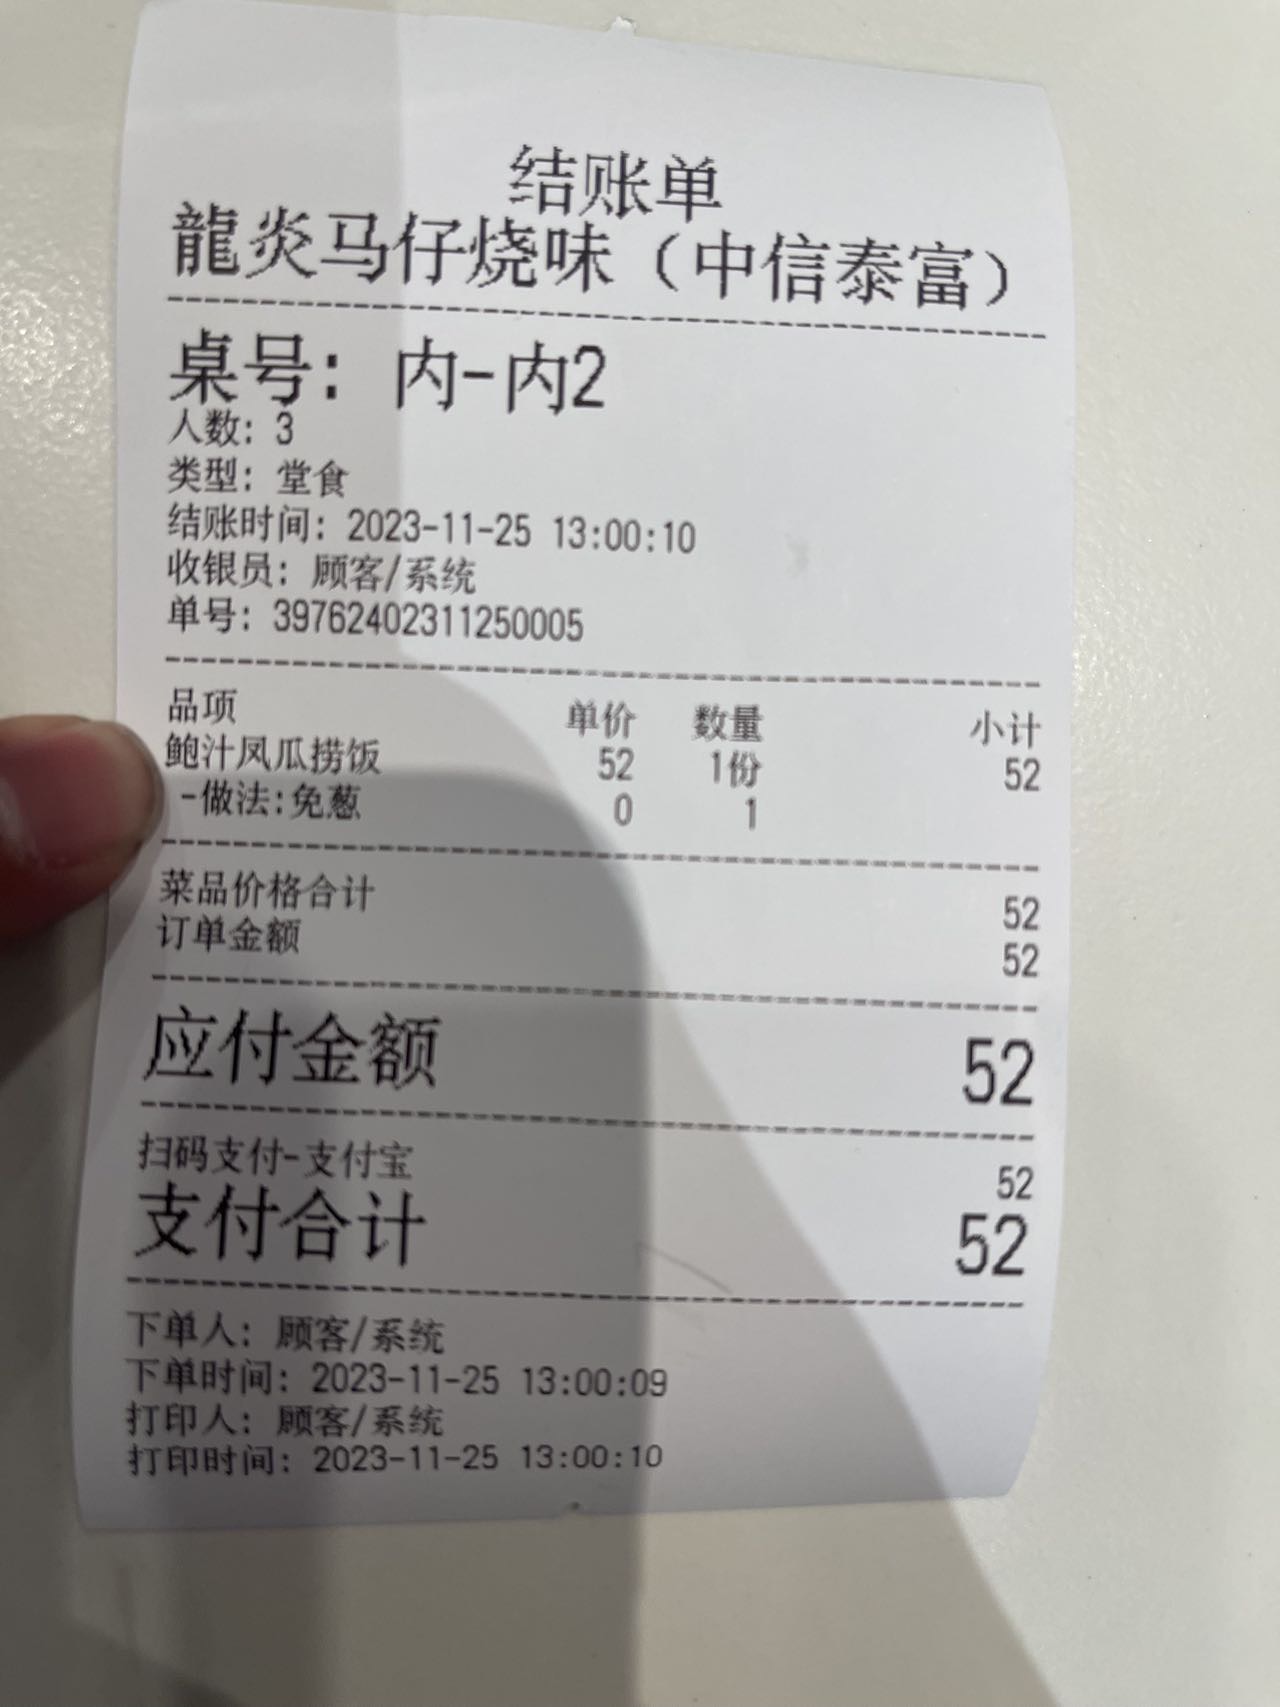 结账单
龍炎马仔烧味（中信泰富）
桌号: 内-内2
人数: 3
类型: 堂食
结账时间: 2023-11-25 13:00:10
收银员: 顾客/系统
单号: 39762402311250005
品项 单价 数量 小计
鲍汁凤瓜捞饭 52 1份 52
-做法:免葱 0 1
菜品价格合计 52
订单金额 52
应付金额 52
扫码支付-支付宝 52
支付合计 52
下单人: 顾客/系统
下单时间: 2023-11-25 13:00:09
打印人: 顾客/系统
打印时间: 2023-11-25 13:00:10